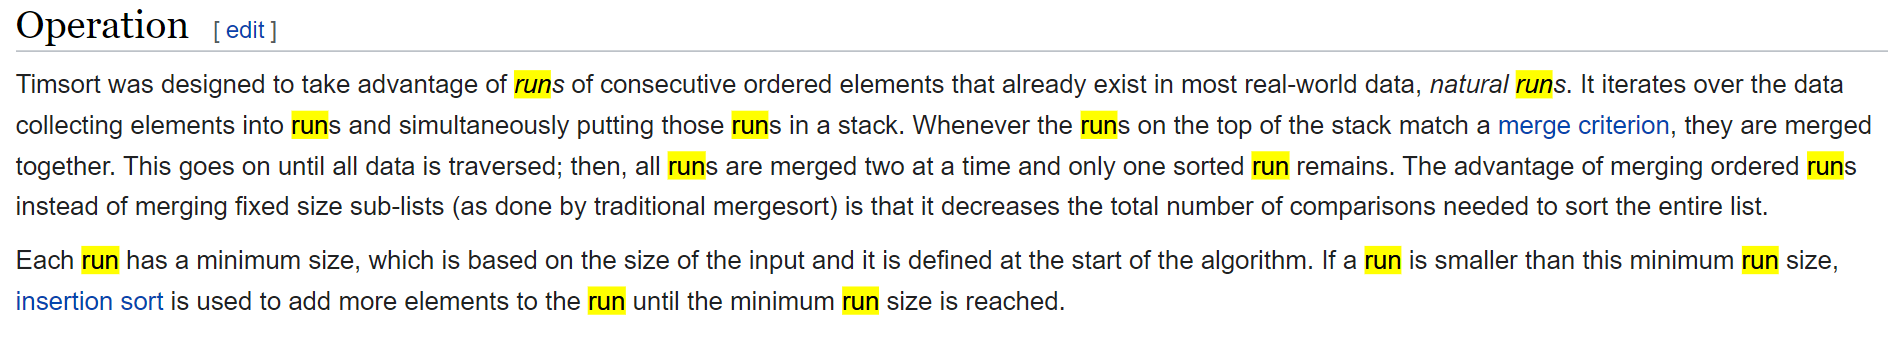 Operation [ edit ]
Timsort was designed to take advantage of runs of consecutive ordered elements that already exist in most real-world data, natural runs. It iterates over the data
collecting elements into runs and simultaneously putting those runs in a stack. Whenever the runs on the top of the stack match a merge criterion, they are merged
together. This goes on until all data is traversed; then, all runs are merged two at a time and only one sorted run remains. The advantage of merging ordered runs
instead of merging fixed size sub-lists (as done by traditional mergesort) is that it decreases the total number of comparisons needed to sort the entire list.
Each run has a minimum size, which is based on the size of the input and it is defined at the start of the algorithm. If a run is smaller than this minimum run size,
insertion sort is used to add more elements to the run until the minimum run size is reached.